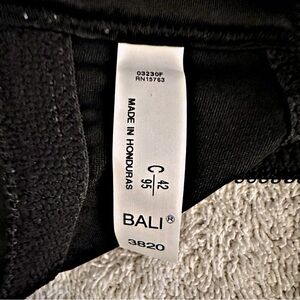 03230F
RN15763
MADE IN HONDURAS
C 42
95
BALI®
3820